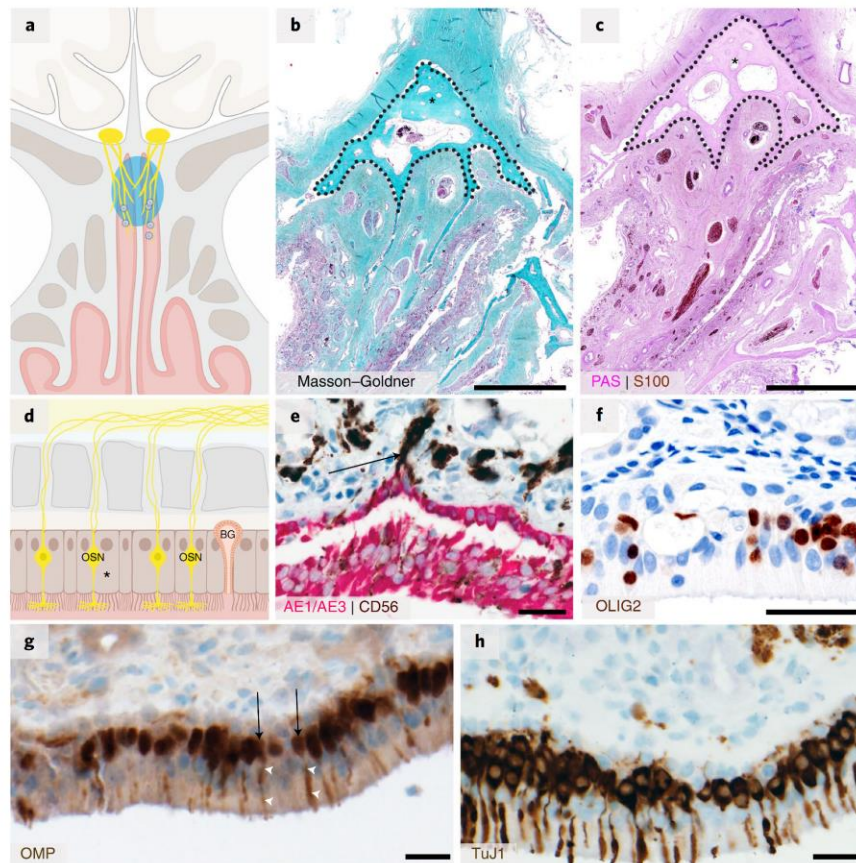 a
b
c
Masson–Goldner
PAS | S100
d
OSN
OSN
BG
e
AE1/AE3 | CD56
f
OLIG2
g
OMP
h
TuJ1